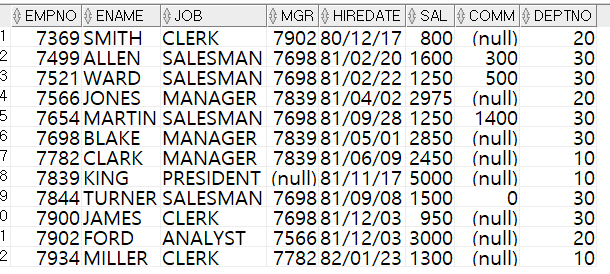 EMPNO ENAME JOB MGR HIREDATE SAL COMM DEPTNO
1 7369 SMITH CLERK 7902 80/12/17 800 (null) 20
2 7499 ALLEN SALESMAN 7698 81/02/20 1600 300 30
3 7521 WARD SALESMAN 7698 81/02/22 1250 500 30
4 7566 JONES MANAGER 7839 81/04/02 2975 (null) 20
5 7654 MARTIN SALESMAN 7698 81/09/28 1250 1400 30
6 7698 BLAKE MANAGER 7839 81/05/01 2850 (null) 30
7 7782 CLARK MANAGER 7839 81/06/09 2450 (null) 10
8 7839 KING PRESIDENT (null) 81/11/17 5000 (null) 10
9 7844 TURNER SALESMAN 7698 81/09/08 1500 0 30
0 7900 JAMES CLERK 7698 81/12/03 950 (null) 30
1 7902 FORD ANALYST 7566 81/12/03 3000 (null) 20
2 7934 MILLER CLERK 7782 82/01/23 1300 (null) 10